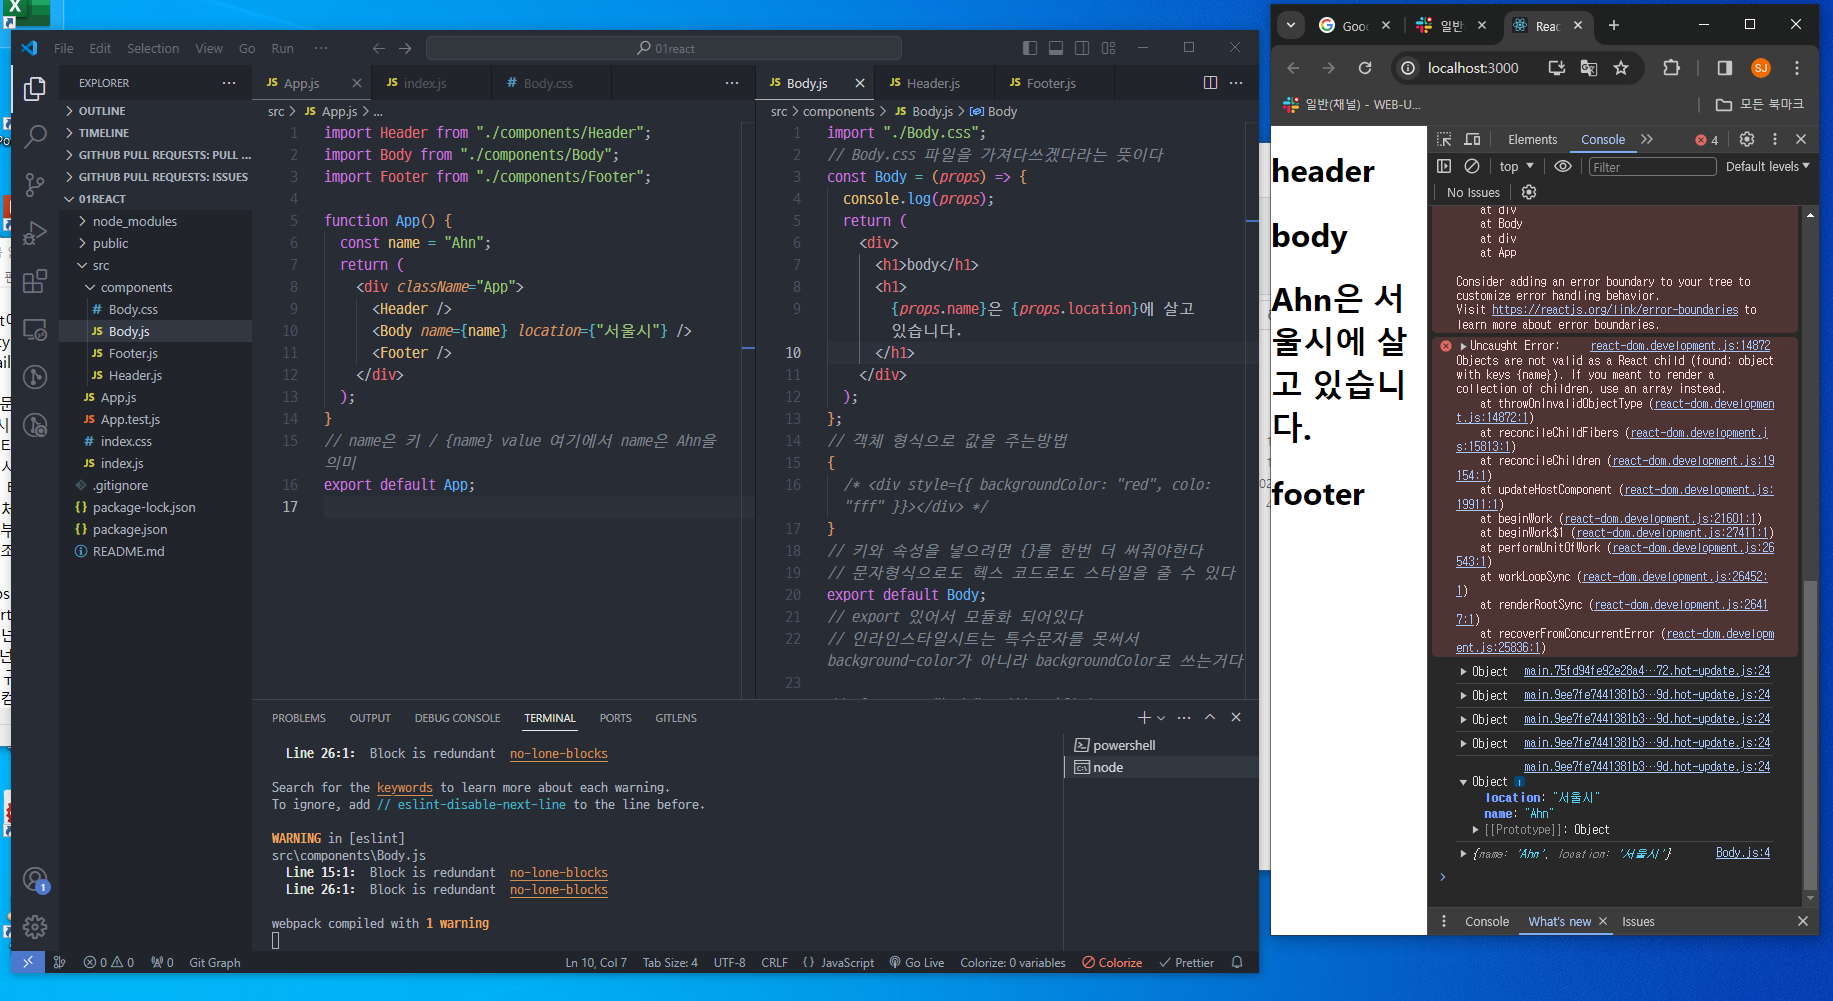 File Edit Selection View Go Run ··· 01react
EXPLORER ···
OUTLINE
TIMELINE
GITHUB PULL REQUESTS: PULL ...
GITHUB PULL REQUESTS: ISSUES
01REACT
node_modules
public
src
components
# Body.css
JS Body.js
JS Footer.js
JS Header.js
JS App.js
JS App.test.js
# index.css
JS index.js
.gitignore
{} package-lock.json
{} package.json
README.md
JS App.js JS index.js # Body.css ···
src > JS App.js > ...
1 import Header from "./components/Header";
2 import Body from "./components/Body";
3 import Footer from "./components/Footer";
4
5 function App() {
6 const name = "Ahn";
7 return (
8 <div className="App">
9 <Header />
10 <Body name={name} location={"서울시"} />
11 <Footer />
12 </div>
13 );
14 }
15 // name은 키 / {name} value 여기에서 name은 Ahn을
의미
16 export default App;
17
JS Body.js JS Header.js JS Footer.js ···
src > components > JS Body.js > Body
1 import "./Body.css";
2 // Body.css 파일을 가져다쓰겠다라는 뜻이다
3 const Body = (props) => {
4 console.log(props);
5 return (
6 <div>
7 <h1>body</h1>
8 <h1>
9 {props.name}은 {props.location}에 살고
있습니다.
10 </h1>
11 </div>
12 );
13 };
14 // 객체 형식으로 값을 주는방법
15 {
16 /* <div style={{ backgroundColor: "red", colo:
"fff" }}></div> */
17 }
18 // 키와 속성을 넣으려면 {}를 한번 더 써줘야한다
19 // 문자형식으로도 헥스 코드로도 스타일을 줄 수 있다
20 export default Body;
21 // export 있어서 모듈화 되어있다
22 // 인라인스타일시트는 특수문자를 못써서
background-color가 아니라 backgroundColor로 쓰는거다
23
PROBLEMS OUTPUT DEBUG CONSOLE TERMINAL PORTS GITLENS
Line 26:1: Block is redundant no-lone-blocks
Search for the keywords to learn more about each warning.
To ignore, add // eslint-disable-next-line to the line before.
WARNING in [eslint]
src\components\Body.js
Line 15:1: Block is redundant no-lone-blocks
Line 26:1: Block is redundant no-lone-blocks
webpack compiled with 1 warning
powershell
node
1
0 0 0 Git Graph Ln 10, Col 7 Tab Size: 4 UTF-8 CRLF {} JavaScript Go Live Colorize: 0 variables Colorize Prettier
Goo 일반 Reac
localhost:3000 SJ
일반(채널) - WEB-U... 모든 북마크
header
body
Ahn은 서
울시에 살
고 있습니
다.
footer
Elements Console 4
top Filter Default levels
No Issues
at div
at Body
at div
at App
Consider adding an error boundary to your tree to
customize error handling behavior.
Visit https://reactjs.org/link/error-boundaries to
learn more about error boundaries.
Uncaught Error: react-dom.development.js:14872
Objects are not valid as a React child (found: object
with keys {name}). If you meant to render a
collection of children, use an array instead.
at throwOnInvalidObjectType (react-dom.developmen
t.js:14872:1)
at reconcileChildFibers (react-dom.development.j
s:15813:1)
at reconcileChildren (react-dom.development.js:19
154:1)
at updateHostComponent (react-dom.development.js:
19911:1)
at beginWork (react-dom.development.js:21601:1)
at beginWork$1 (react-dom.development.js:27411:1)
at performUnitOfWork (react-dom.development.js:26
543:1)
at workLoopSync (react-dom.development.js:26452:
1)
at renderRootSync (react-dom.development.js:2641
7:1)
at recoverFromConcurrentError (react-dom.developm
ent.js:25836:1)
Object main.75fd94fe92e28a4…72.hot-update.js:24
Object main.9ee7fe7441381b3…9d.hot-update.js:24
Object main.9ee7fe7441381b3…9d.hot-update.js:24
Object main.9ee7fe7441381b3…9d.hot-update.js:24
main.9ee7fe7441381b3…9d.hot-update.js:24
Object
location: "서울시"
name: "Ahn"
[[Prototype]]: Object
{name: 'Ahn', location: '서울시'} Body.js:4
Console What's new Issues